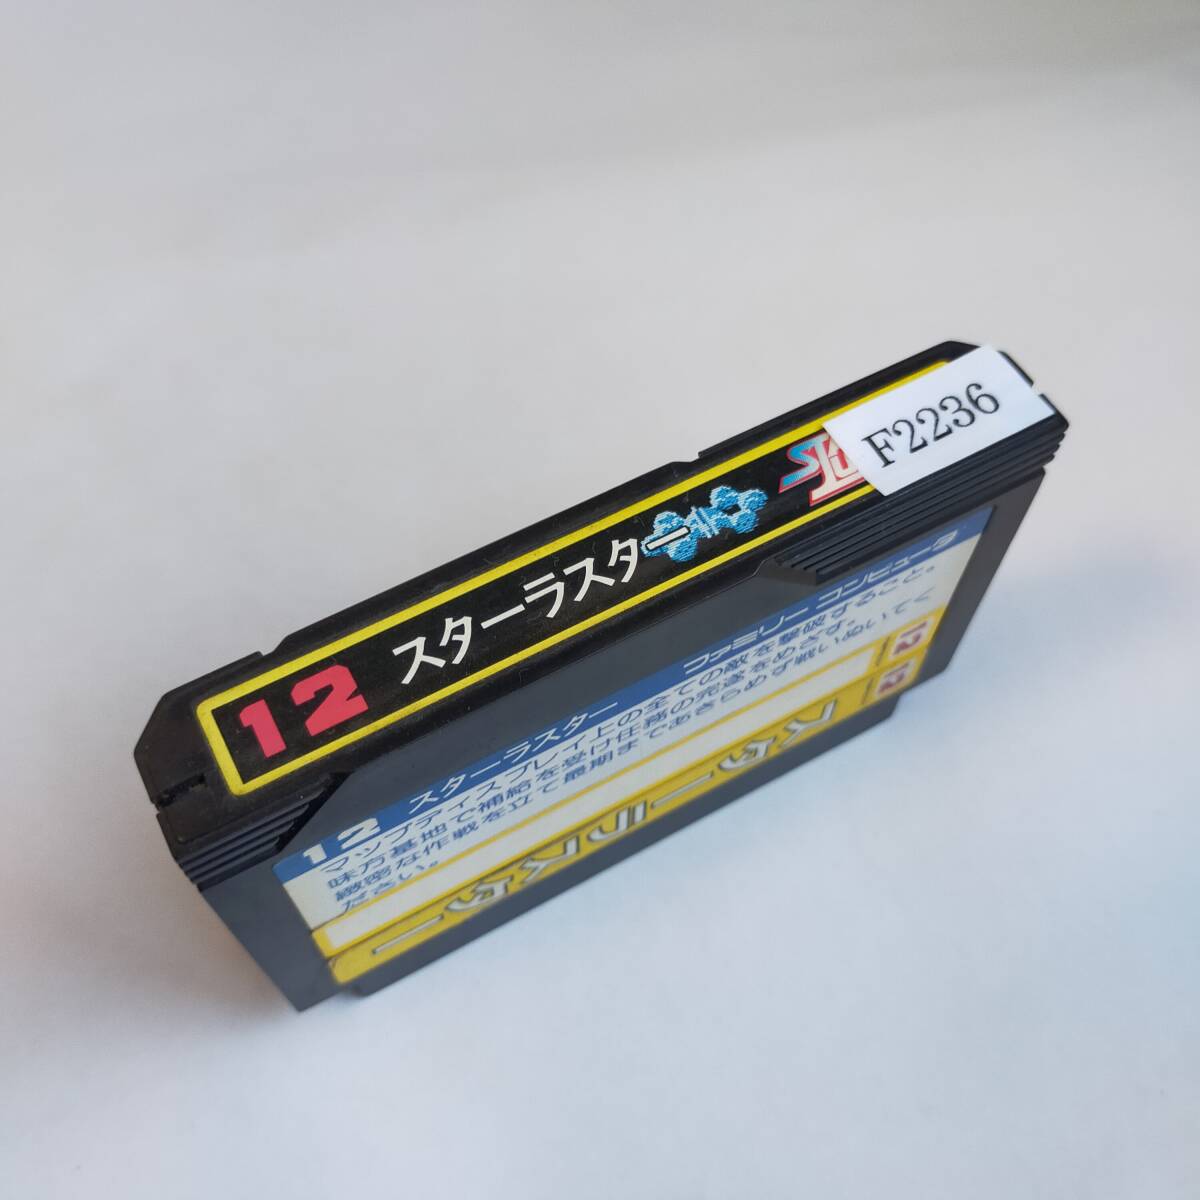 F2236
12 スターラスター
12 スターラスター ファミリー コンピュータ
マップディスプレイ上の全ての敵を撃破すること。
味方基地で補給を受け任務の完遂をめざす。
緻密な作戦を立て最期まであきらめず戦いぬいて
ださい。
12
12
スターラスター